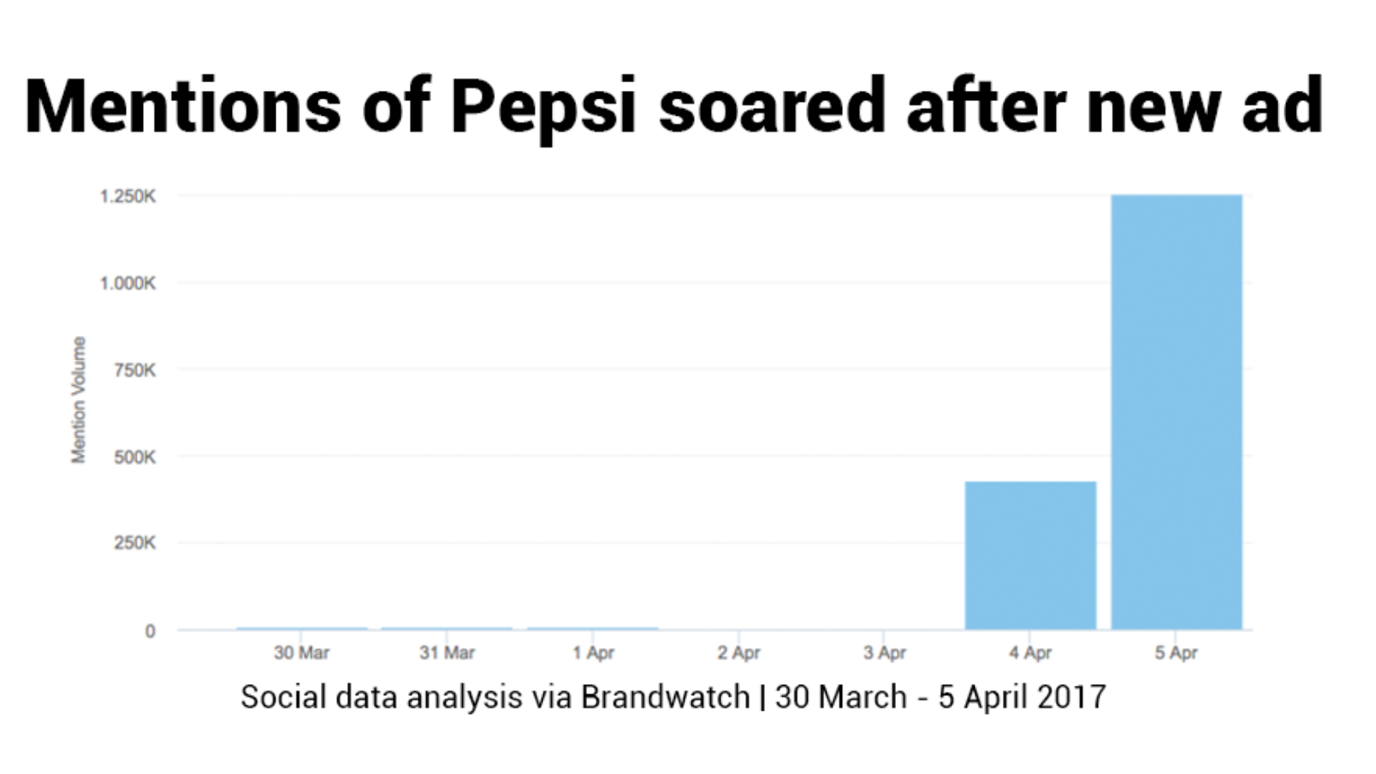 Mentions of Pepsi soared after new ad
1.250K
1.000K
750K
500K
250K
0
Mention Volume
30 Mar 31 Mar 1 Apr 2 Apr 3 Apr 4 Apr 5 Apr
Social data analysis via Brandwatch | 30 March - 5 April 2017